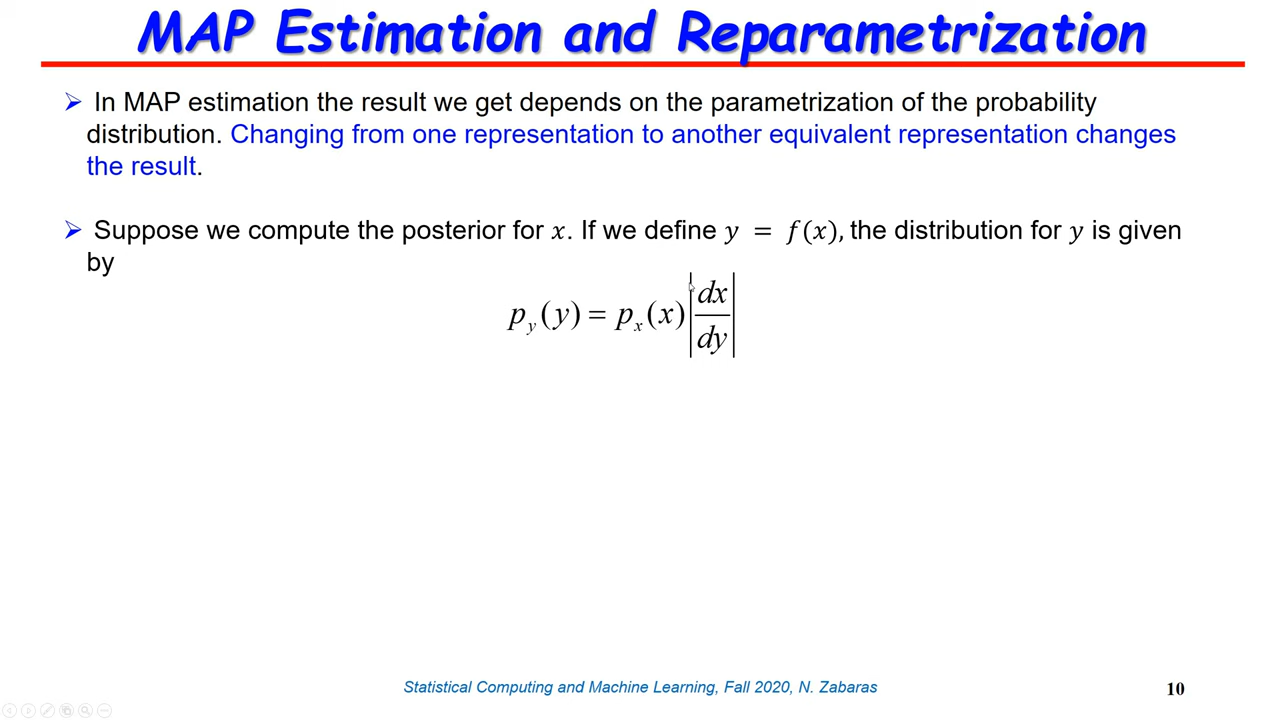 MAP Estimation and Reparametrization
➢ In MAP estimation the result we get depends on the parametrization of the probability
distribution. Changing from one representation to another equivalent representation changes
the result.
➢ Suppose we compute the posterior for 𝑥. If we define 𝑦 = 𝑓(𝑥), the distribution for 𝑦 is given
by
p_y(y) = p_x(x) |dx/dy|
Statistical Computing and Machine Learning, Fall 2020, N. Zabaras
10